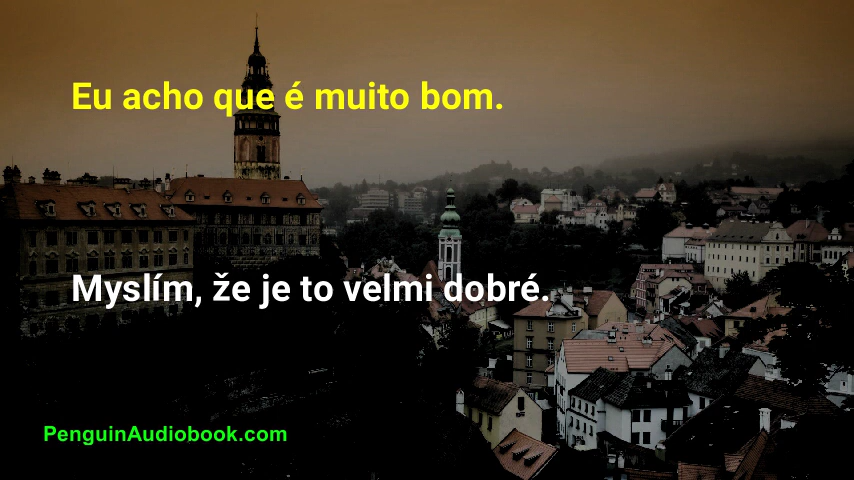 Eu acho que é muito bom.
Myslím, že je to velmi dobré.
PenguinAudiobook.com